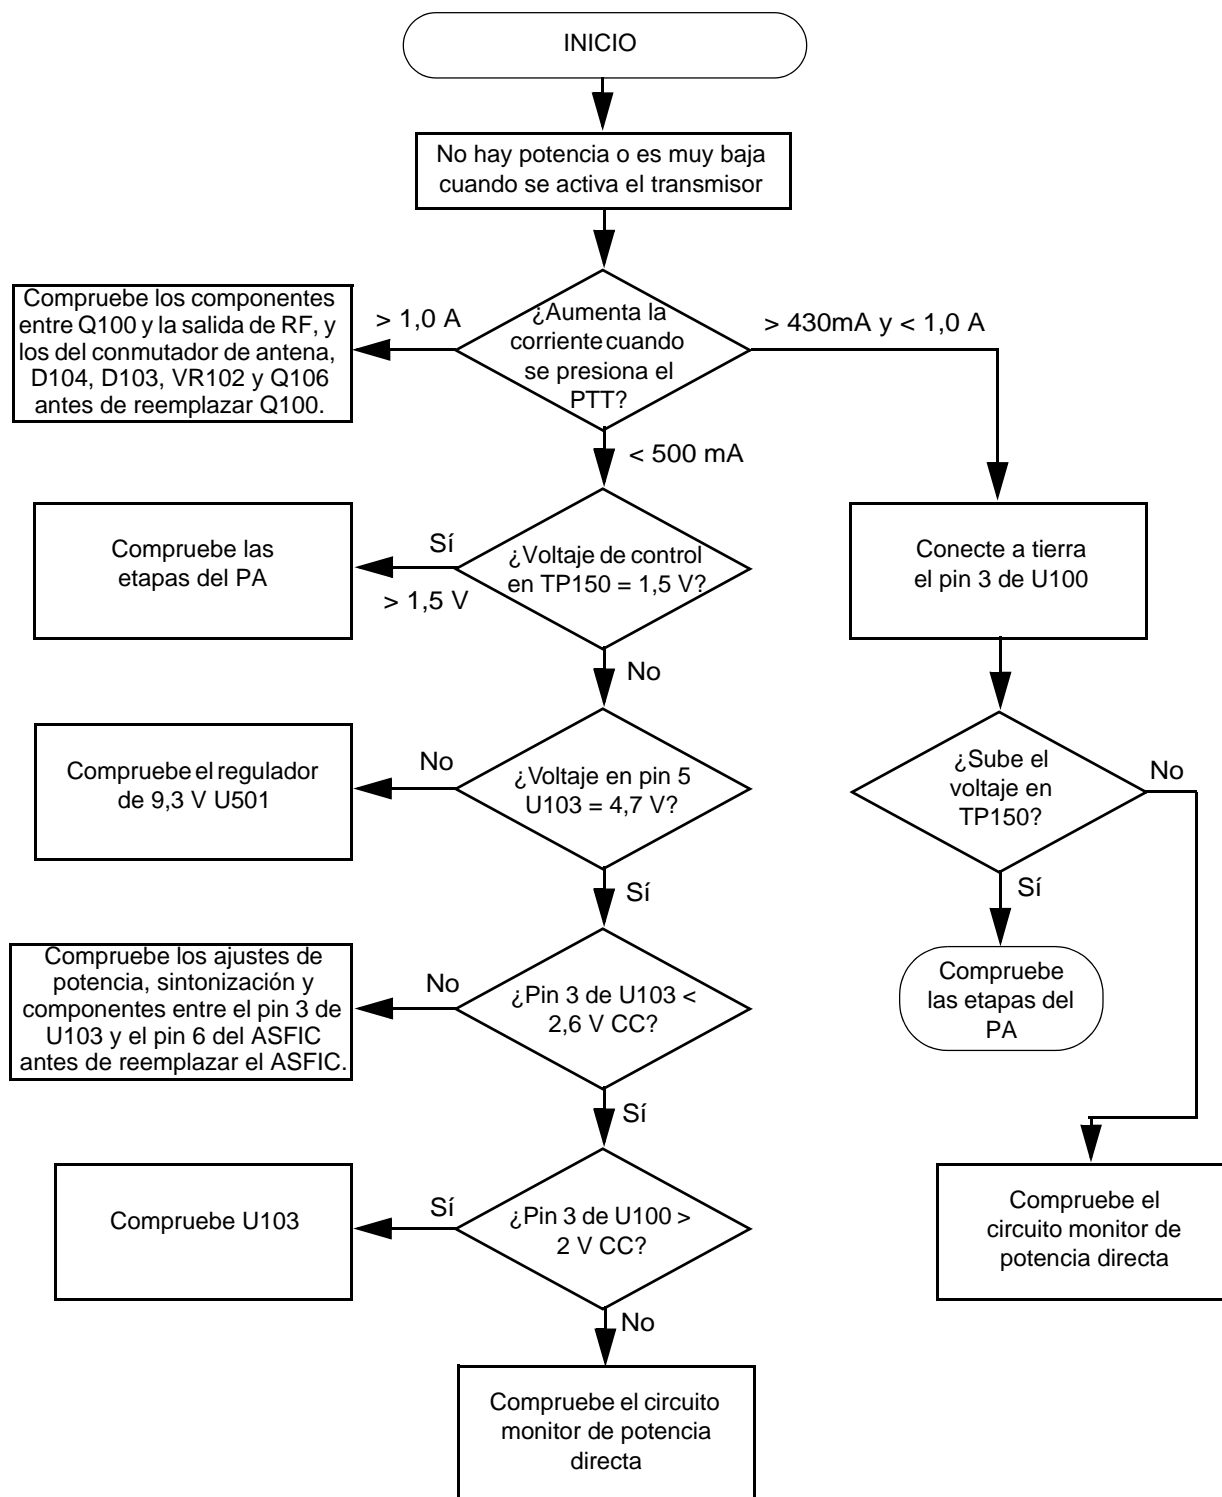 INICIO
No hay potencia o es muy baja
cuando se activa el transmisor
¿Aumenta la
corriente cuando
se presiona el
PTT?
> 1,0 A
> 430mA y < 1,0 A
Compruebe los componentes
entre Q100 y la salida de RF, y
los del conmutador de antena,
D104, D103, VR102 y Q106
antes de reemplazar Q100.
< 500 mA
¿Voltaje de control
en TP150 = 1,5 V?
Sí
> 1,5 V
Compruebe las
etapas del PA
Conecte a tierra
el pin 3 de U100
No
¿Voltaje en pin 5
U103 = 4,7 V?
No
Compruebe el regulador
de 9,3 V U501
¿Sube el
voltaje en
TP150?
No
Sí
Sí
Compruebe
las etapas del
PA
¿Pin 3 de U103 <
2,6 V CC?
No
Compruebe los ajustes de
potencia, sintonización y
componentes entre el pin 3 de
U103 y el pin 6 del ASFIC
antes de reemplazar el ASFIC.
Sí
¿Pin 3 de U100 >
2 V CC?
Sí
Compruebe U103
Compruebe el
circuito monitor de
potencia directa
No
Compruebe el circuito
monitor de potencia
directa